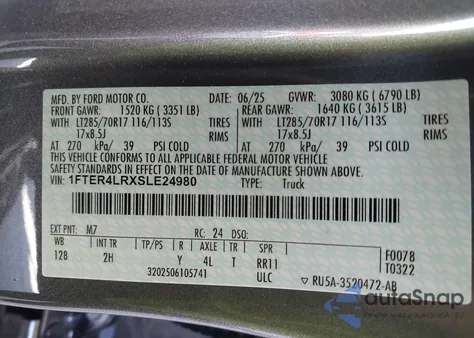 MFD. BY FORD MOTOR CO. DATE: 06/25 GVWR: 3080 KG ( 6790 LB)
FRONT GAWR: 1520 KG ( 3351 LB) REAR GAWR: 1640 KG ( 3615 LB)
WITH LT285/70R17 116/113S TIRES WITH LT285/70R17 116/113S TIRES
17x8.5J RIMS 17x8.5J RIMS
AT 270 kPa/ 39 PSI COLD AT 270 kPa/ 39 PSI COLD
THIS VEHICLE CONFORMS TO ALL APPLICABLE FEDERAL MOTOR VEHICLE
SAFETY STANDARDS IN EFFECT ON THE DATE OF MANUFACTURE SHOWN ABOVE.
VIN: 1FTER4LRXSLE24980 TYPE: Truck
EXT PNT: M7 RC: 24 DSO: F0078
WB INT TR TP/PS R AXLE TR SPR T0322
128 2H Y 4L T RR11
3202506105741 ULC ▽ RU5A-3520472-AB
autoSnap